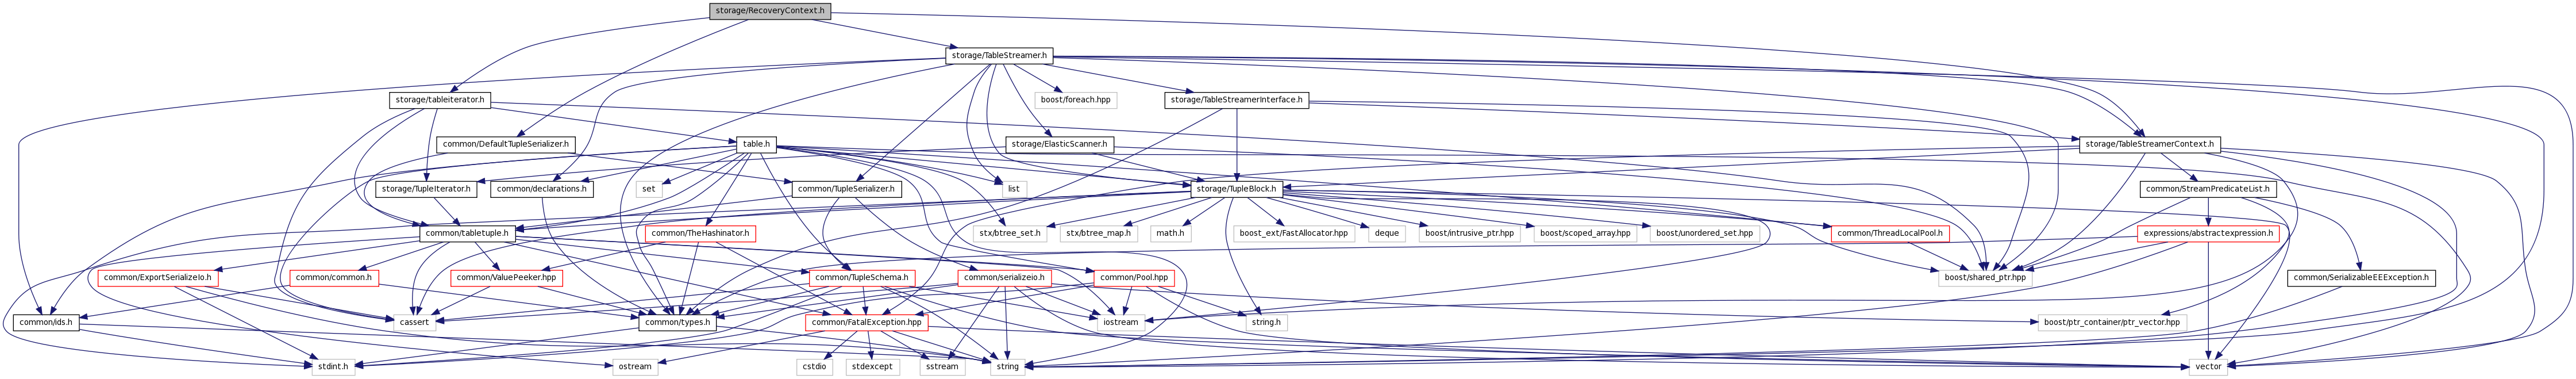 storage/RecoveryContext.h
storage/TableStreamer.h
storage/tableiterator.h
boost/foreach.hpp
storage/TableStreamerInterface.h
common/DefaultTupleSerializer.h
table.h
storage/ElasticScanner.h
storage/TableStreamerContext.h
storage/TupleIterator.h
common/declarations.h
set
common/TupleSerializer.h
list
storage/TupleBlock.h
common/StreamPredicateList.h
common/tabletuple.h
common/TheHashinator.h
stx/btree_set.h
stx/btree_map.h
math.h
boost_ext/FastAllocator.hpp
deque
boost/intrusive_ptr.hpp
boost/scoped_array.hpp
boost/unordered_set.hpp
common/ThreadLocalPool.h
expressions/abstractexpression.h
common/ExportSerializeIo.h
common/common.h
common/ValuePeeker.hpp
common/TupleSchema.h
common/serializeio.h
common/Pool.hpp
boost/shared_ptr.hpp
common/SerializableEEException.h
common/ids.h
cassert
common/types.h
common/FatalException.hpp
iostream
string.h
boost/ptr_container/ptr_vector.hpp
stdint.h
ostream
cstdio
stdexcept
sstream
string
vector